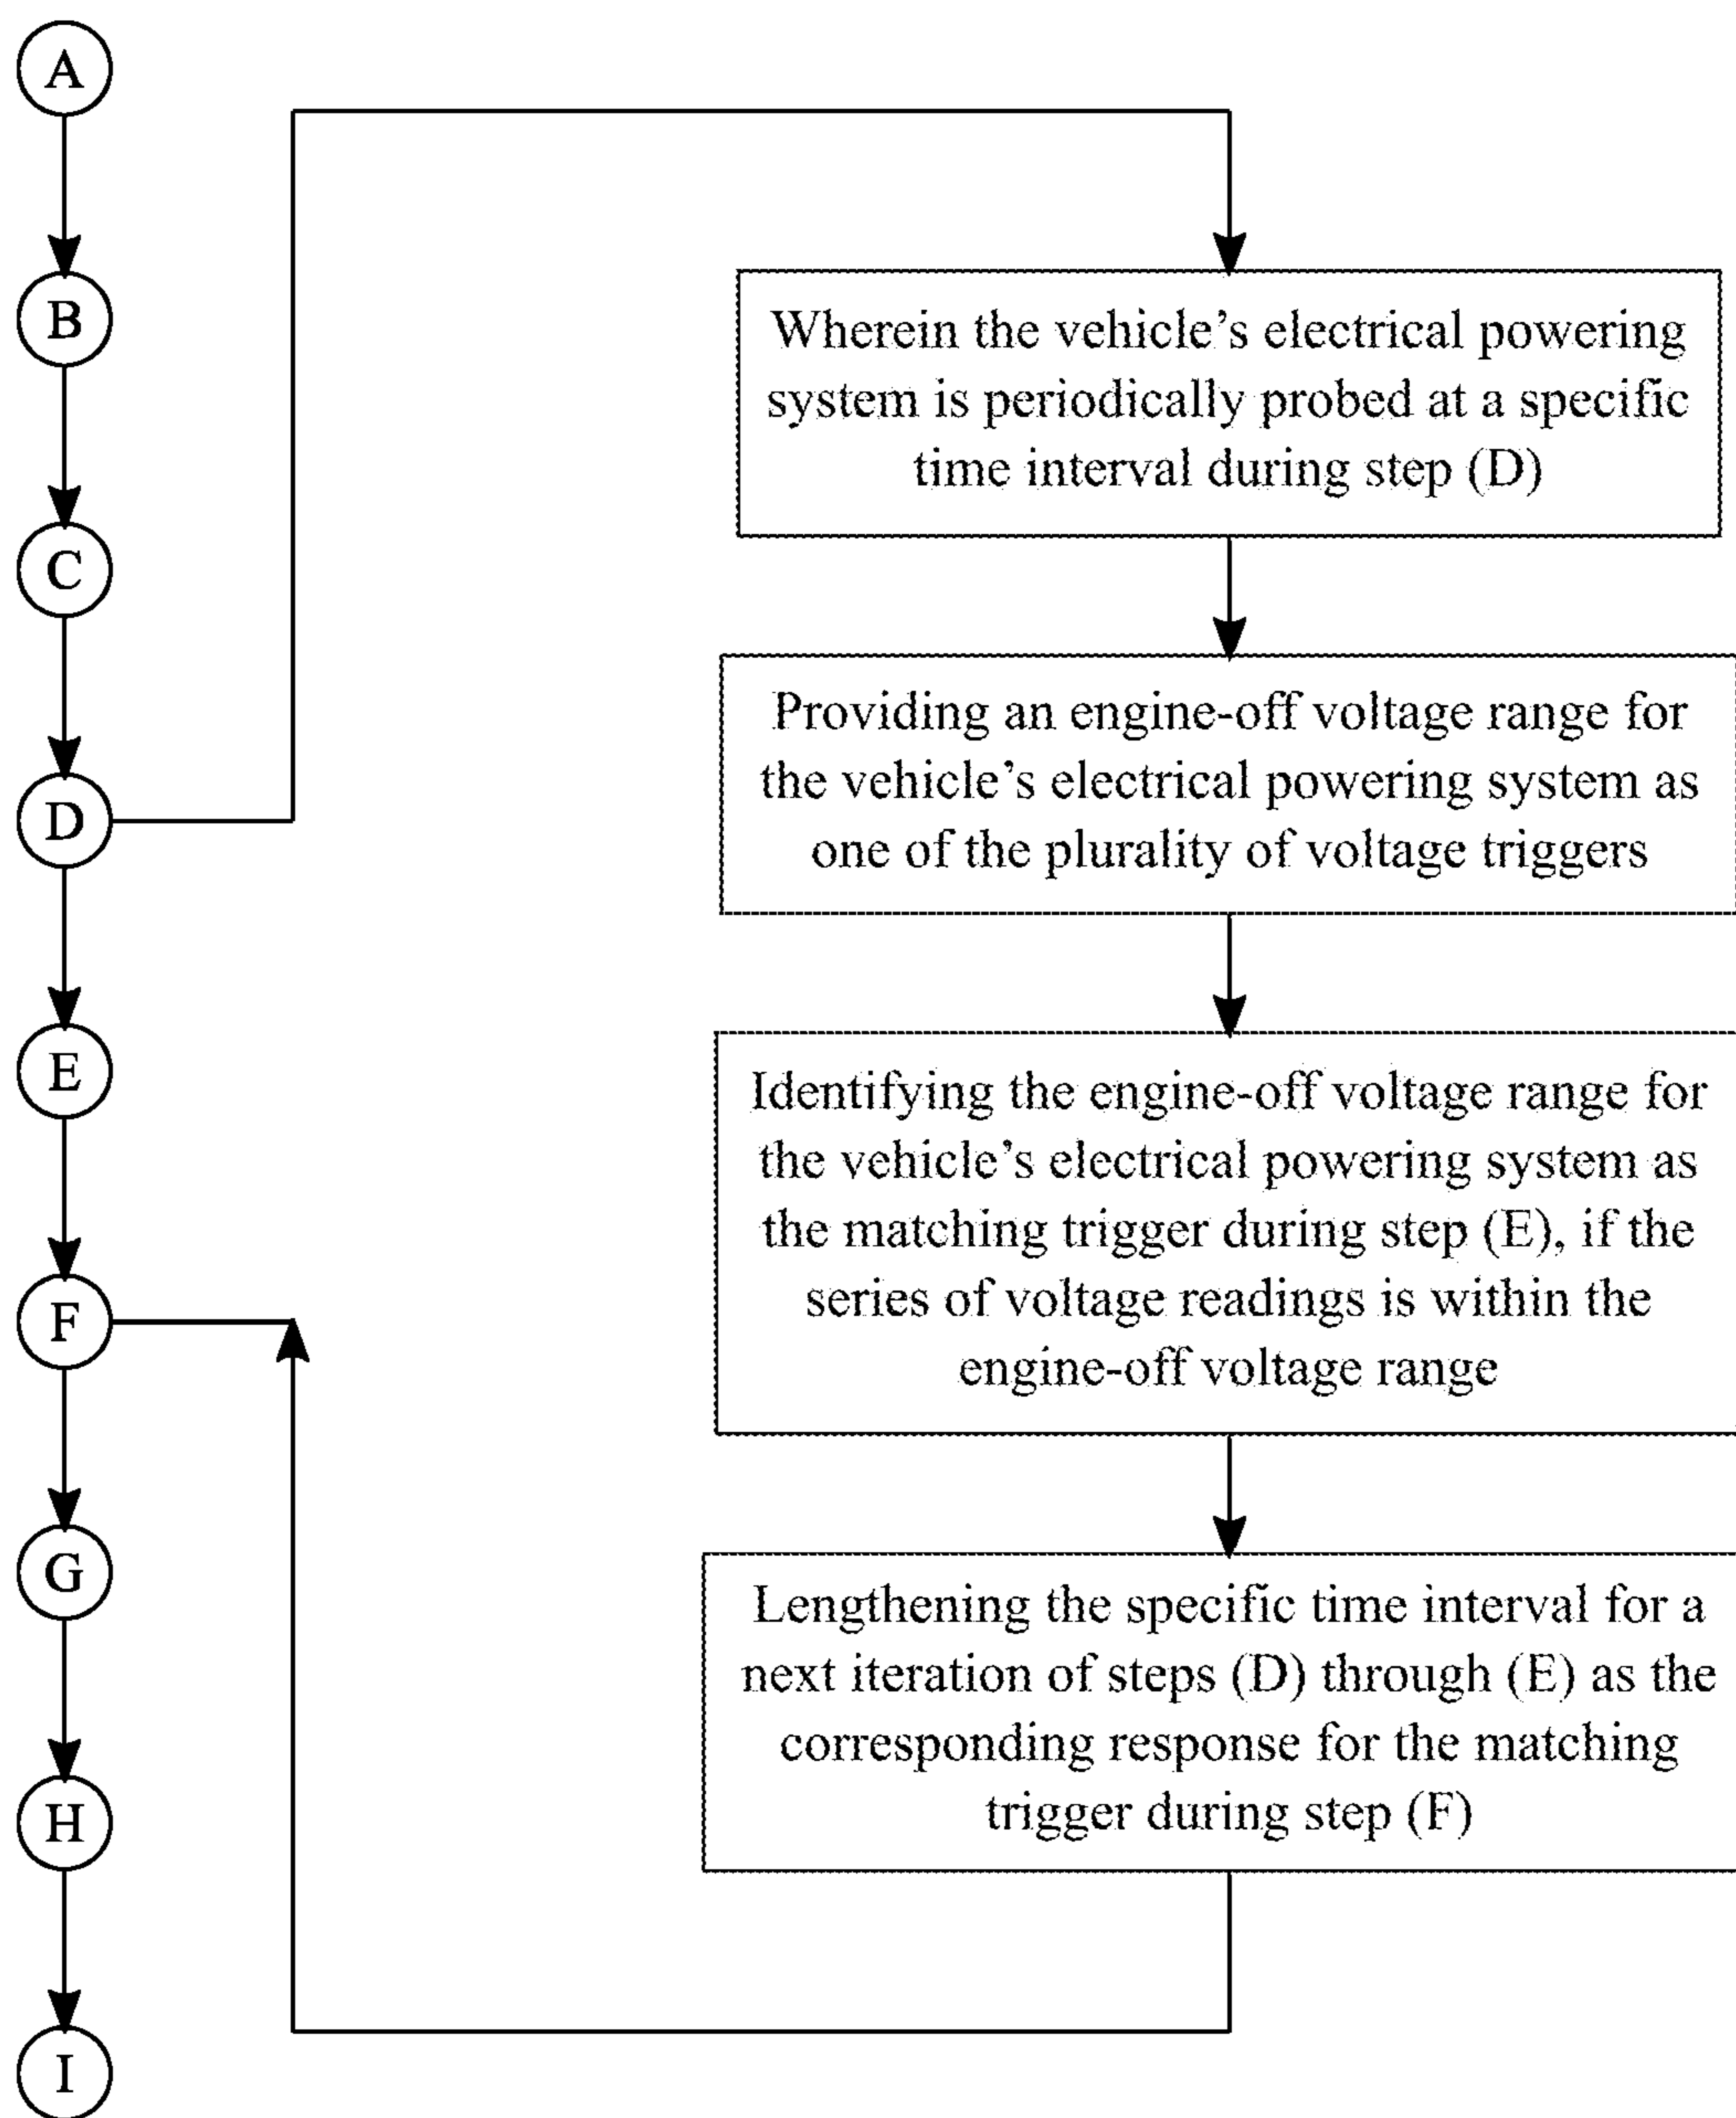 A
B
C
D
E
F
G
H
I
Wherein the vehicle's electrical powering
system is periodically probed at a specific
time interval during step (D)
Providing an engine-off voltage range for
the vehicle's electrical powering system as
one of the plurality of voltage triggers
Identifying the engine-off voltage range for
the vehicle's electrical powering system as
the matching trigger during step (E), if the
series of voltage readings is within the
engine-off voltage range
Lengthening the specific time interval for a
next iteration of steps (D) through (E) as the
corresponding response for the matching
trigger during step (F)